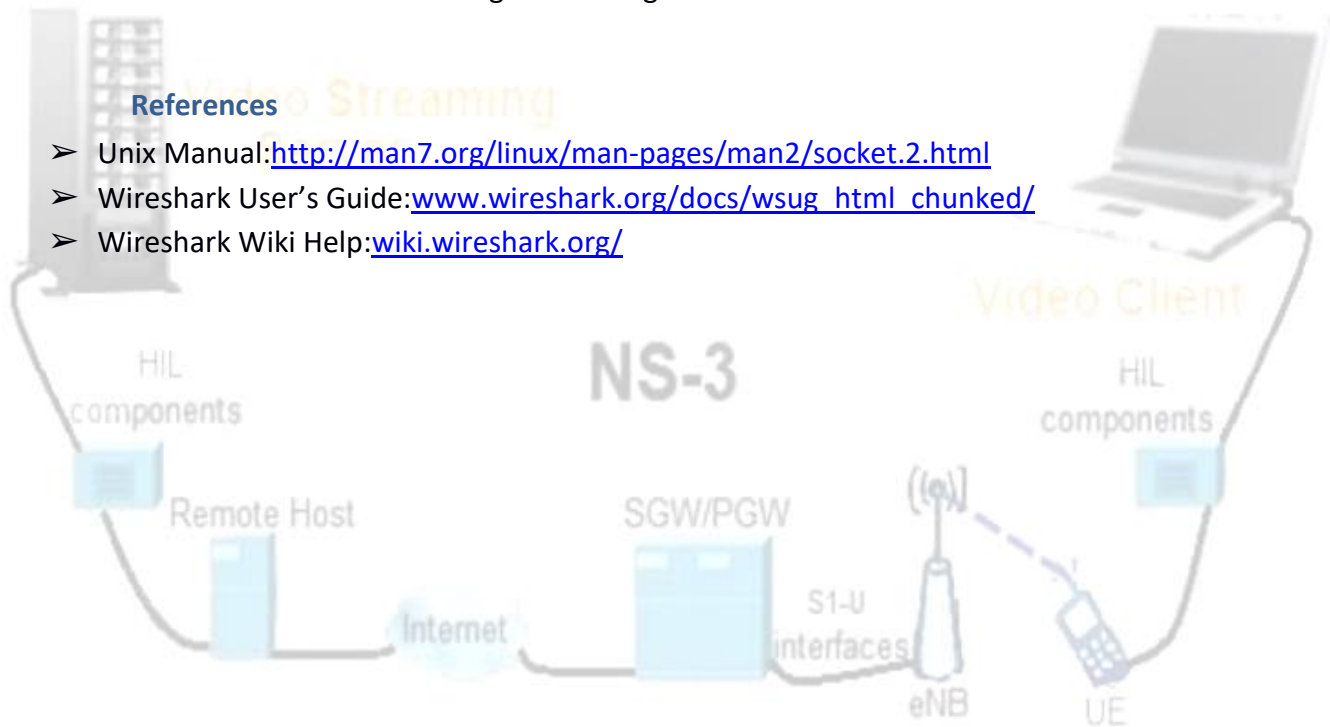 References
Video Streaming
➢ Unix Manual:http://man7.org/linux/man-pages/man2/socket.2.html
➢ Wireshark User’s Guide:www.wireshark.org/docs/wsug_html_chunked/
➢ Wireshark Wiki Help:wiki.wireshark.org/
Video Client
NS-3
HIL
components
HIL
components
Remote Host
SGW/PGW
S1-U
interfaces
Internet
eNB
UE